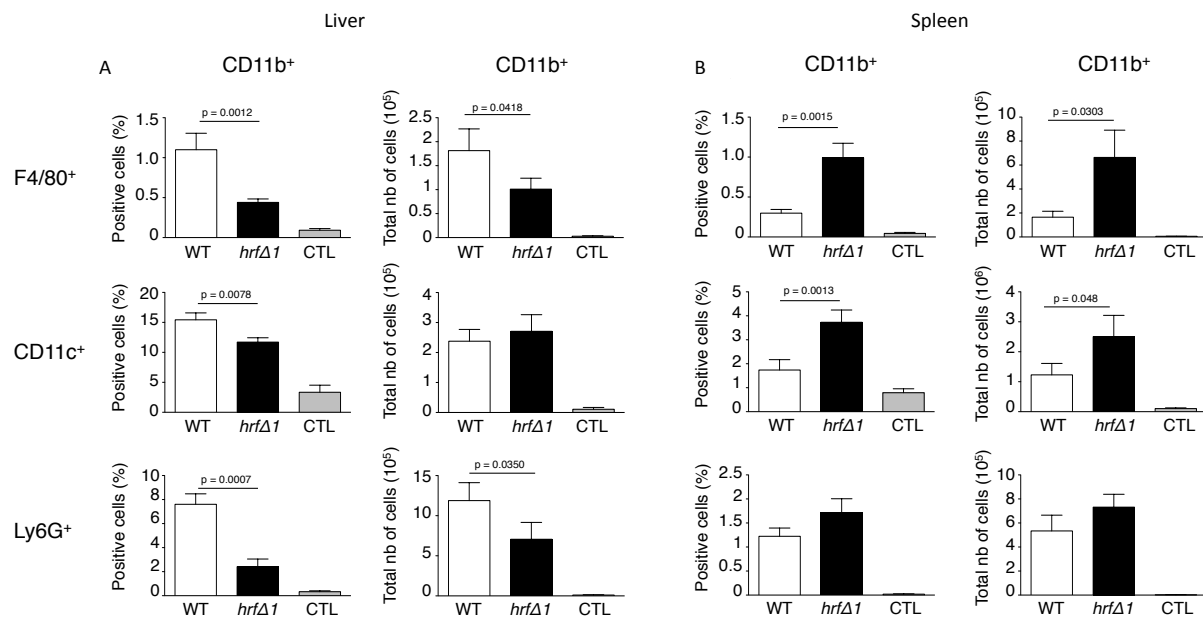 Liver
Spleen
A
CD11b+
CD11b+
B
CD11b+
CD11b+
F4/80+
Positive cells (%)
1.5
1.0
0.5
0
p = 0.0012
WT
hrfΔ1
CTL
Total nb of cells (10⁵)
2.5
2
1.5
1
0.5
0
p = 0.0418
WT
hrfΔ1
CTL
Positive cells (%)
1.5
1.0
0.5
0
p = 0.0015
WT
hrfΔ1
CTL
Total nb of cells (10⁵)
10
8
6
4
2
0
p = 0.0303
WT
hrfΔ1
CTL
CD11c+
Positive cells (%)
20
15
10
5
0
p = 0.0078
WT
hrfΔ1
CTL
Total nb of cells (10⁵)
4
3
2
1
0
WT
hrfΔ1
CTL
Positive cells (%)
5
4
3
2
1
0
p = 0.0013
WT
hrfΔ1
CTL
Total nb of cells (10⁶)
4
3
2
1
0
p = 0.048
WT
hrfΔ1
CTL
Ly6G+
Positive cells (%)
8
6
4
2
0
p = 0.0007
WT
hrfΔ1
CTL
Total nb of cells (10⁵)
15
10
5
0
p = 0.0350
WT
hrfΔ1
CTL
Positive cells (%)
2.5
2
1.5
1
0.5
0
WT
hrfΔ1
CTL
Total nb of cells (10⁵)
10
8
6
4
2
0
WT
hrfΔ1
CTL